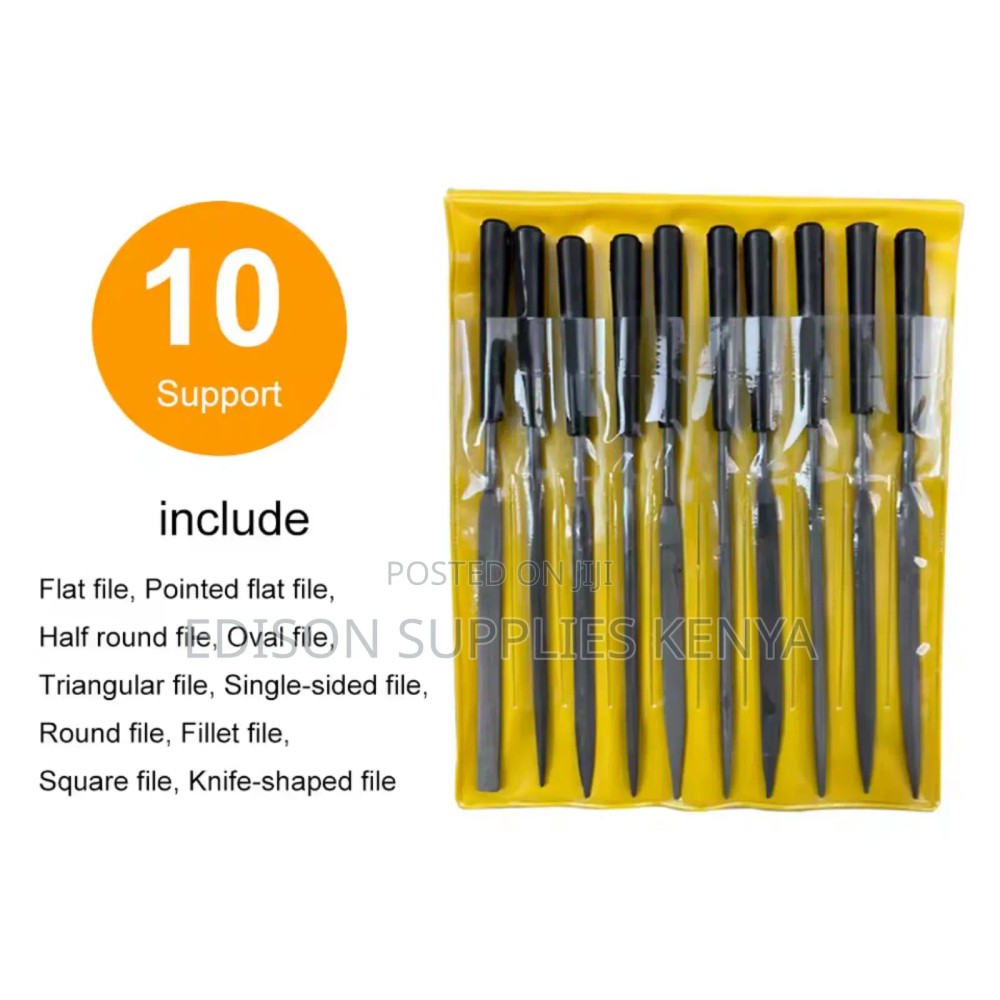 10
Support
include
Flat file, Pointed flat file,
Half round file, Oval file,
Triangular file, Single-sided file,
Round file, Fillet file,
Square file, Knife-shaped file
POSTED ON JIJI
EDISON SUPPLIES KENYA